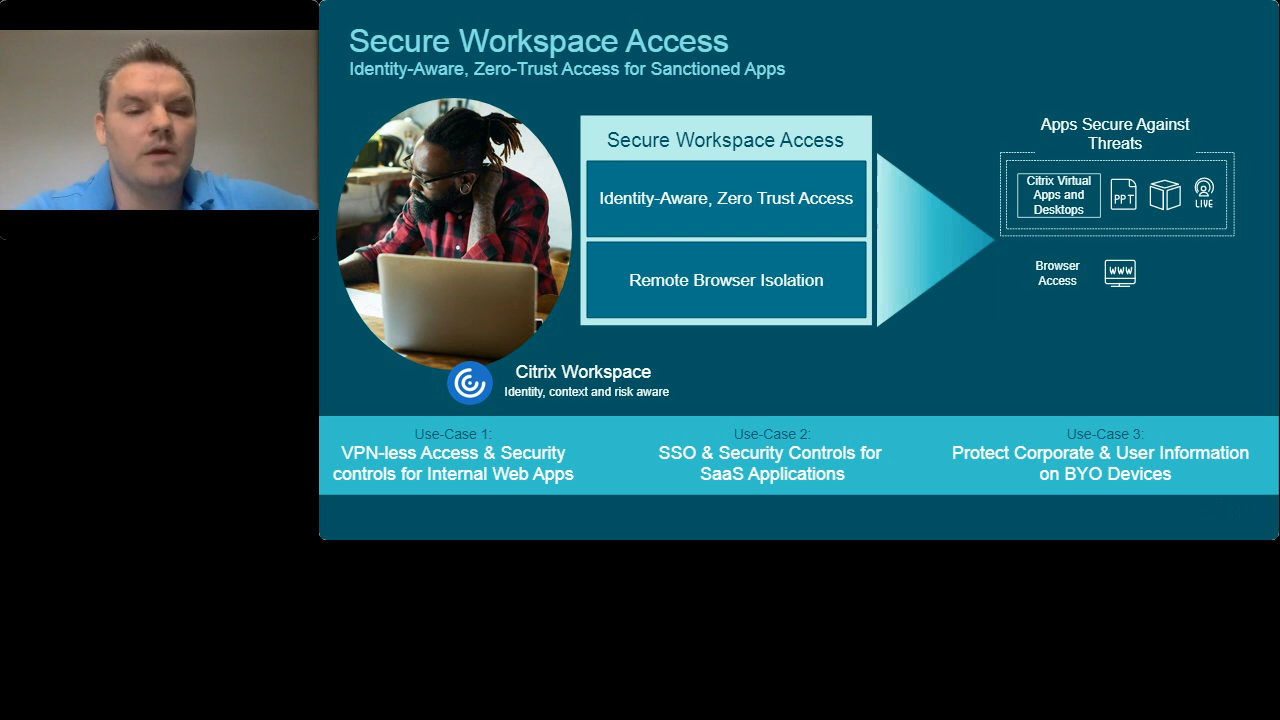 Secure Workspace Access
Identity-Aware, Zero-Trust Access for Sanctioned Apps
Secure Workspace Access
Identity-Aware, Zero Trust Access
Remote Browser Isolation
Apps Secure Against
Threats
Citrix Virtual
Apps and
Desktops
PPT
LIVE
Browser
Access
WWW
Citrix Workspace
Identity, context and risk aware
Use-Case 1:
VPN-less Access & Security
controls for Internal Web Apps
Use-Case 2:
SSO & Security Controls for
SaaS Applications
Use-Case 3:
Protect Corporate & User Information
on BYO Devices